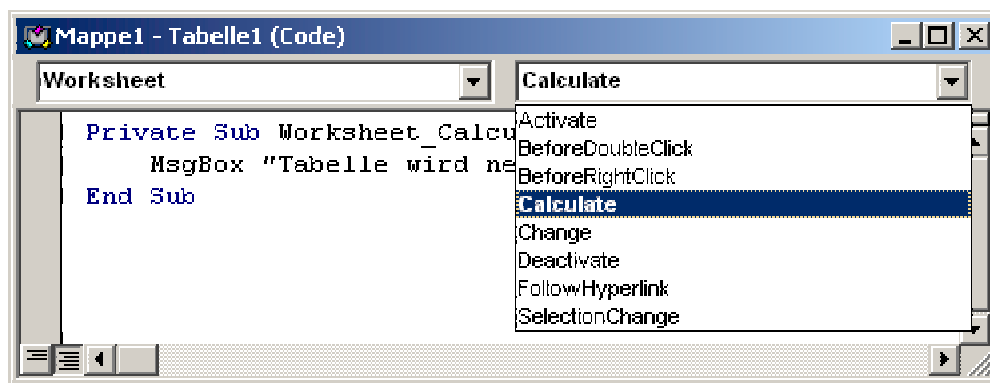 Mappe1 - Tabelle1 (Code)
Worksheet
Calculate
Private Sub Worksheet_Calcu
MsgBox "Tabelle wird ne
End Sub
Activate
BeforeDoubleClick
BeforeRightClick
Calculate
Change
Deactivate
FollowHyperlink
SelectionChange